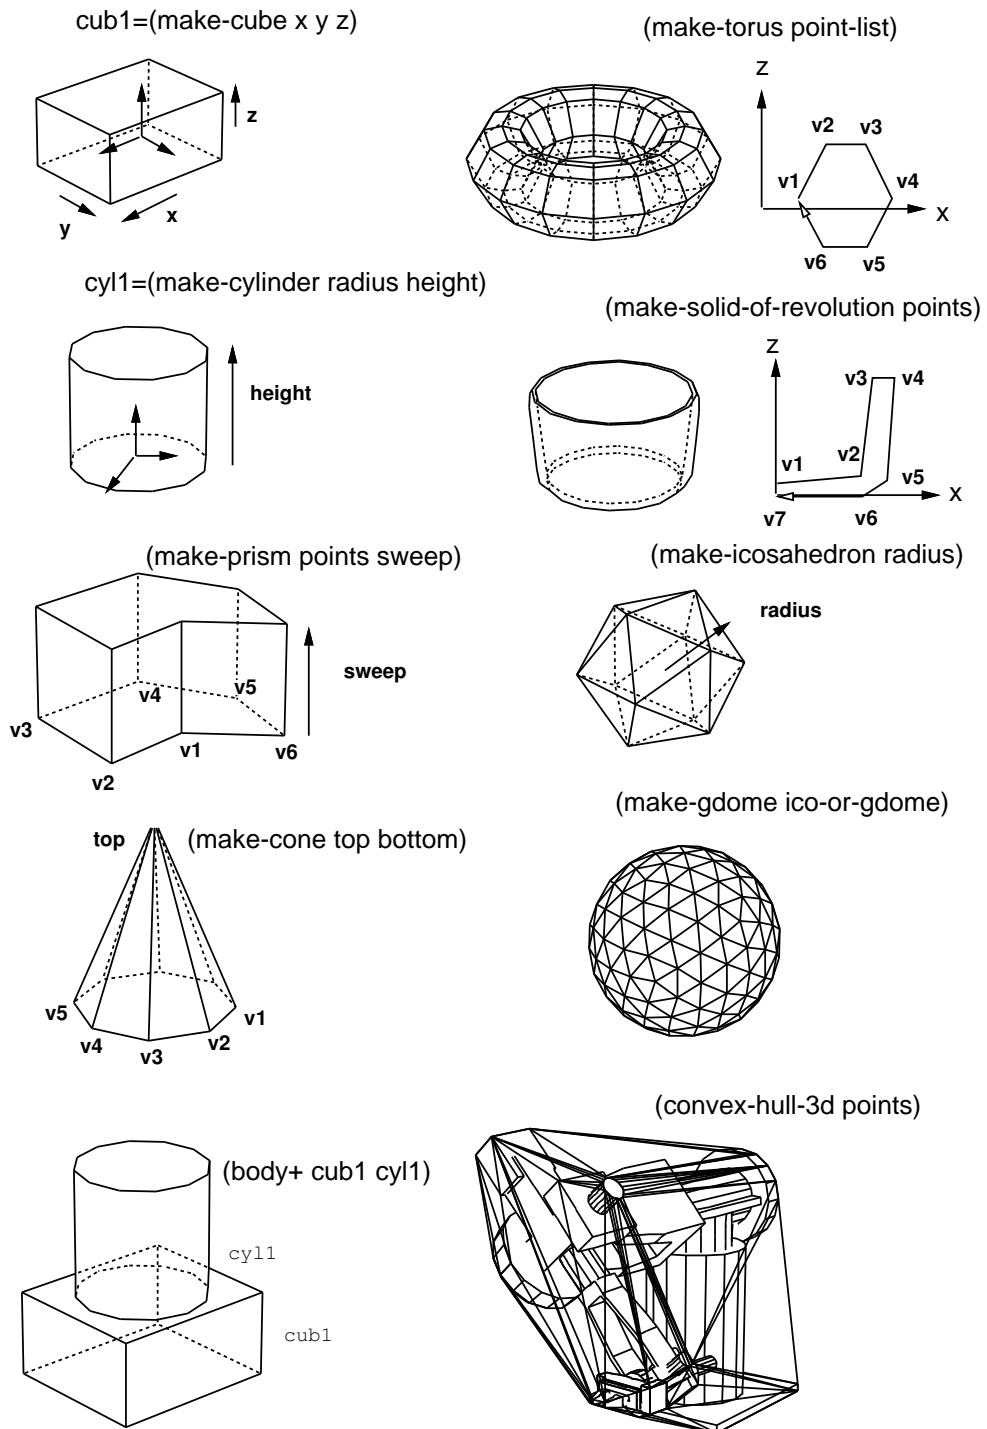 cub1=(make-cube x y z)
z
y
x
(make-torus point-list)
z
v2
v3
v1
v4
x
v6
v5
cyl1=(make-cylinder radius height)
height
(make-solid-of-revolution points)
z
v3
v4
v1
v2
v5
x
v7
v6
(make-prism points sweep)
sweep
v4
v5
v3
v1
v6
v2
(make-icosahedron radius)
radius
(make-cone top bottom)
top
v5
v1
v4
v2
v3
(make-gdome ico-or-gdome)
(body+ cub1 cyl1)
cyl1
cub1
(convex-hull-3d points)